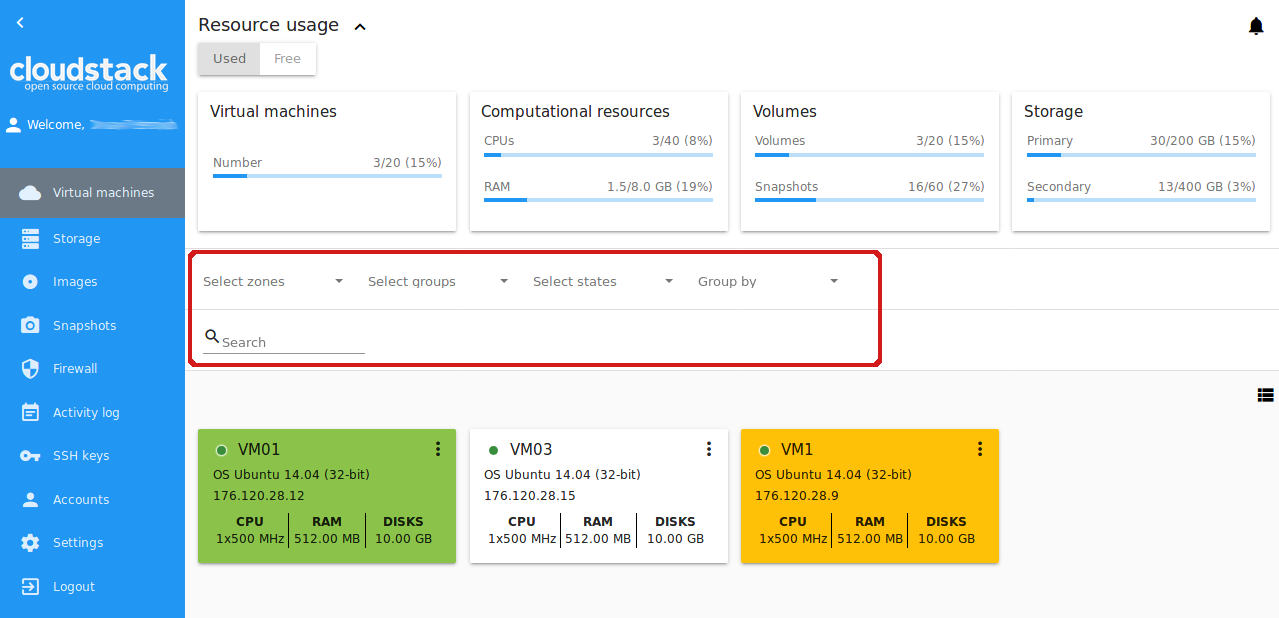 cloudstack
open source cloud computing
Welcome,
Virtual machines
Storage
Images
Snapshots
Firewall
Activity log
SSH keys
Accounts
Settings
Logout
Resource usage
Used Free
Virtual machines
Number 3/20 (15%)
Computational resources
CPUs 3/40 (8%)
RAM 1.5/8.0 GB (19%)
Volumes
Volumes 3/20 (15%)
Snapshots 16/60 (27%)
Storage
Primary 30/200 GB (15%)
Secondary 13/400 GB (3%)
Select zones Select groups Select states Group by
Search
VM01
OS Ubuntu 14.04 (32-bit)
176.120.28.12
CPU RAM DISKS
1x500 MHz 512.00 MB 10.00 GB
VM03
OS Ubuntu 14.04 (32-bit)
176.120.28.15
CPU RAM DISKS
1x500 MHz 512.00 MB 10.00 GB
VM1
OS Ubuntu 14.04 (32-bit)
176.120.28.9
CPU RAM DISKS
1x500 MHz 512.00 MB 10.00 GB